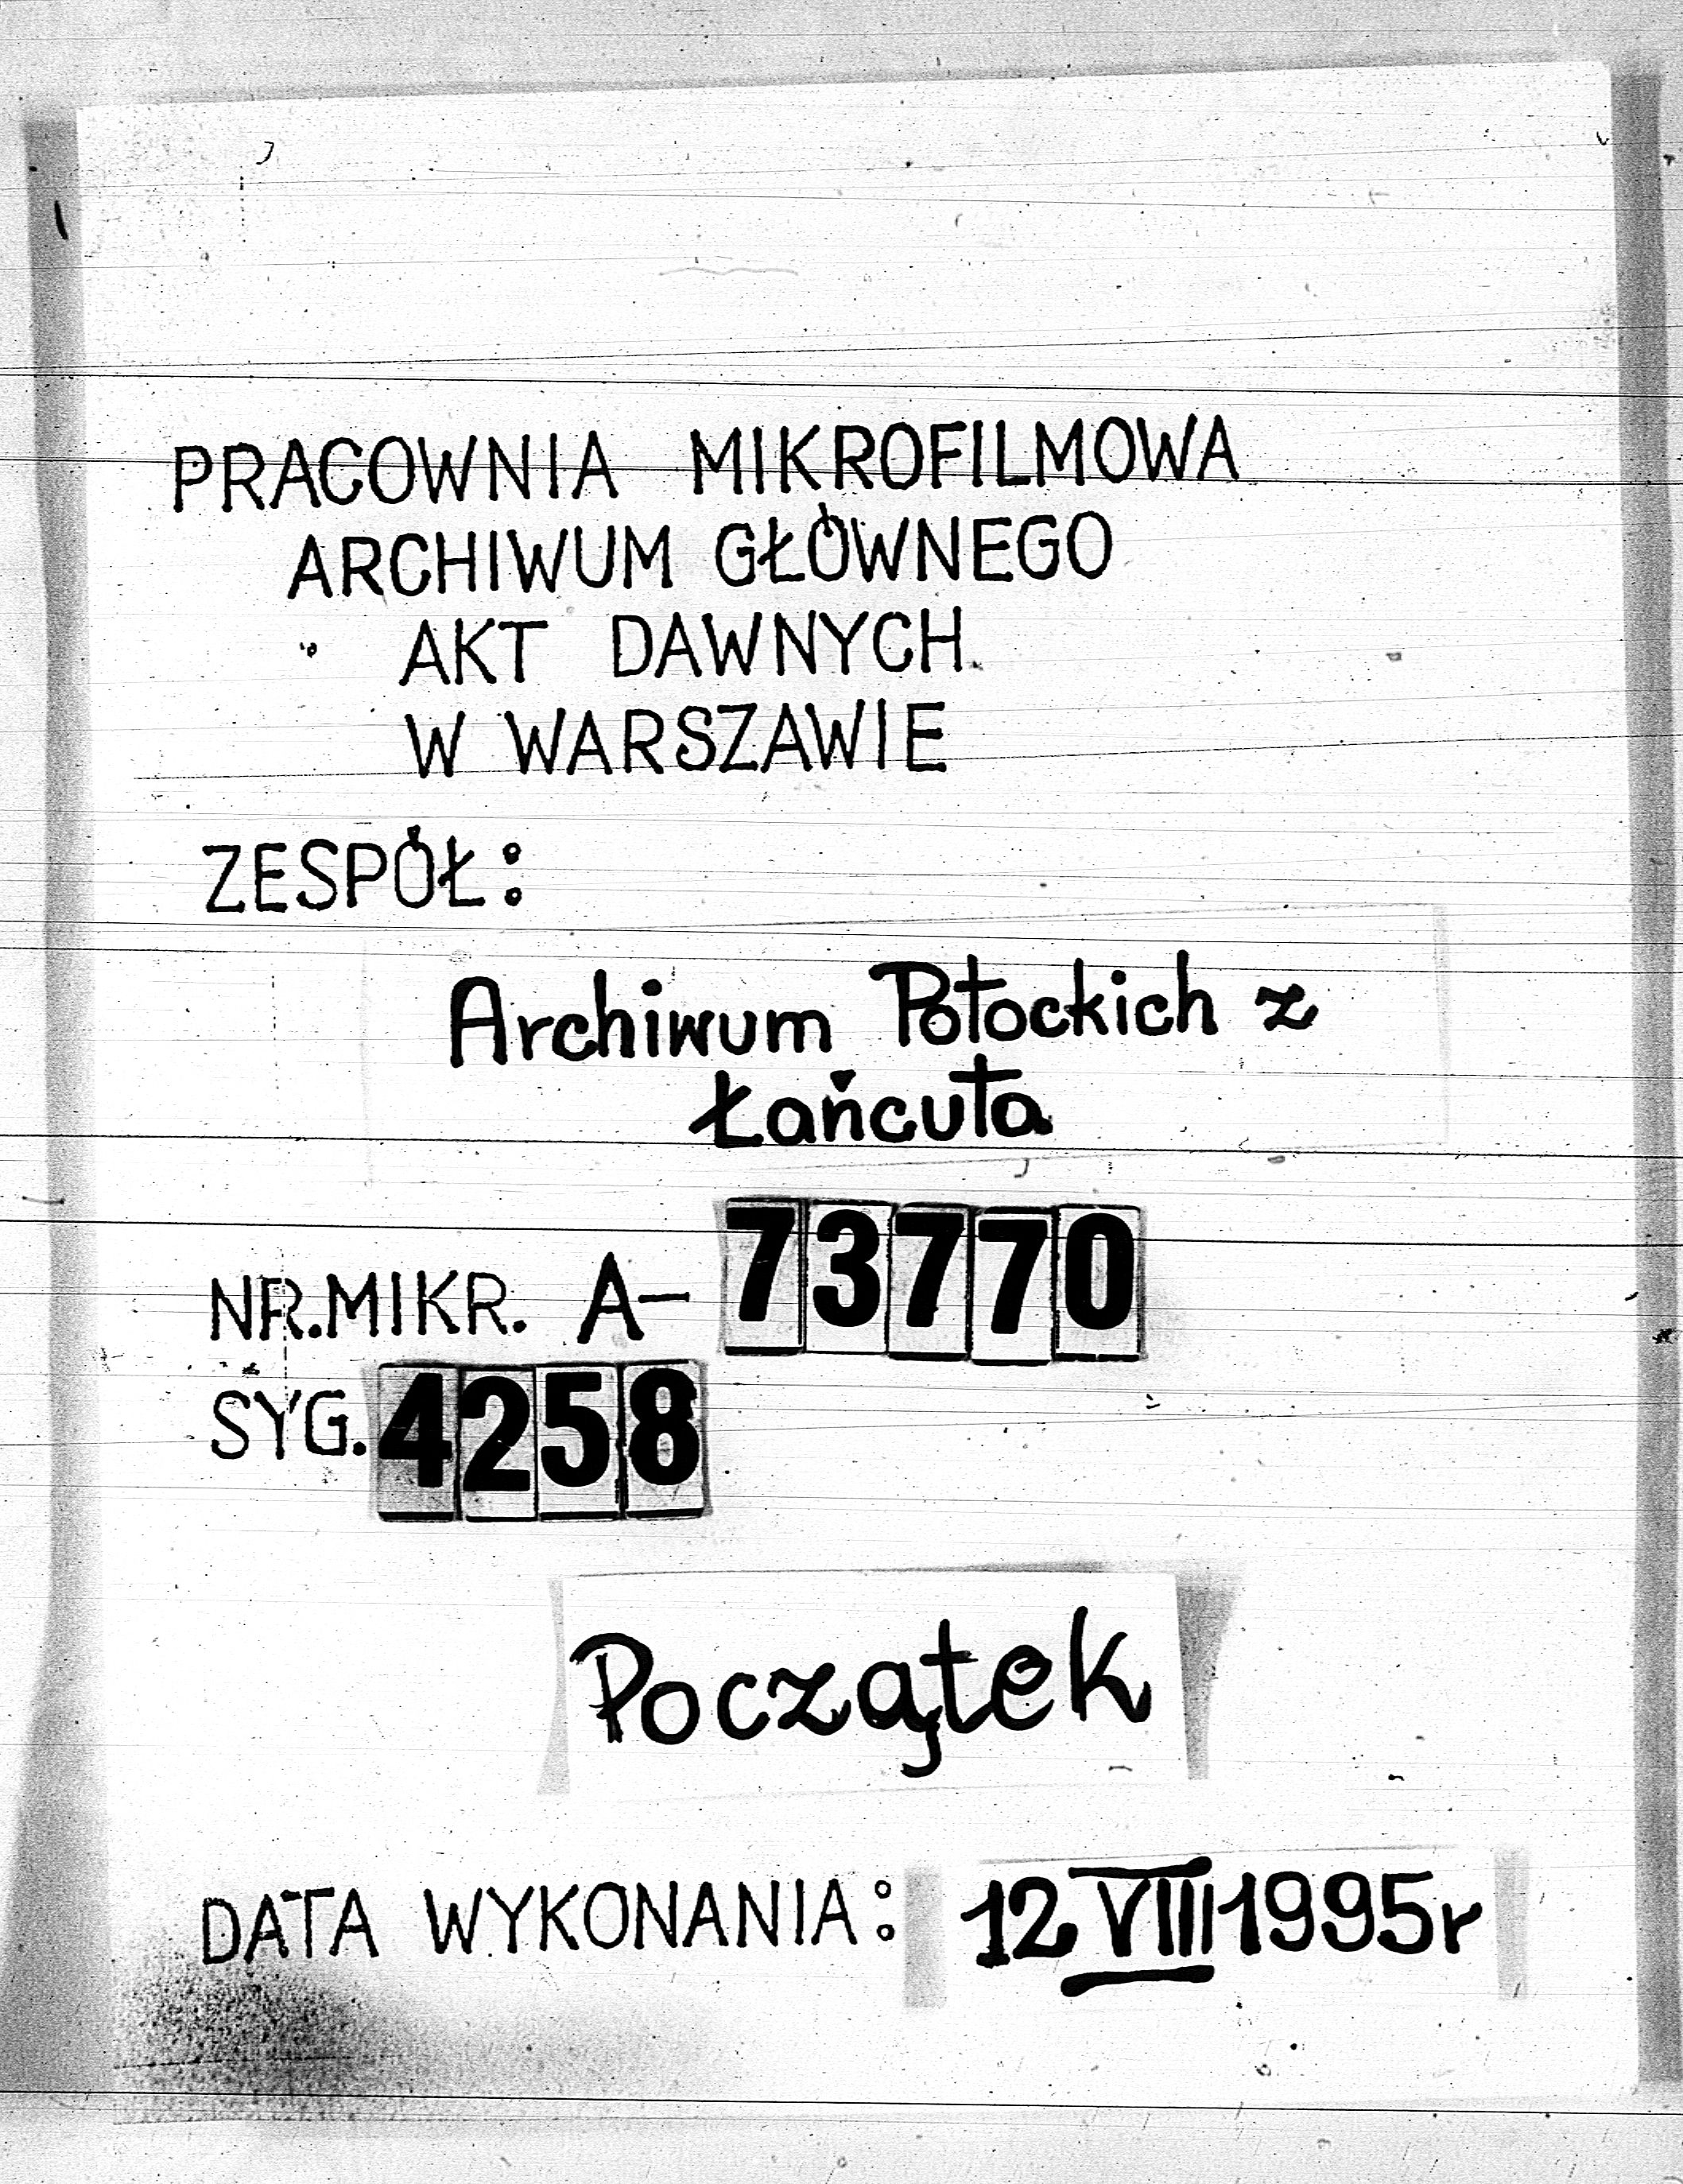 PRACOWNIA MIKROFILMOWA
ARCHIWUM GŁÓWNEGO
AKT DAWNYCH
W WARSZAWIE
ZESPÓŁ:
Archiwum Potockich z
Łańcuta
NR.MIKR. A- 73770
SYG. 4258
Początek
DATA WYKONANIA: 12 VIII 1995r